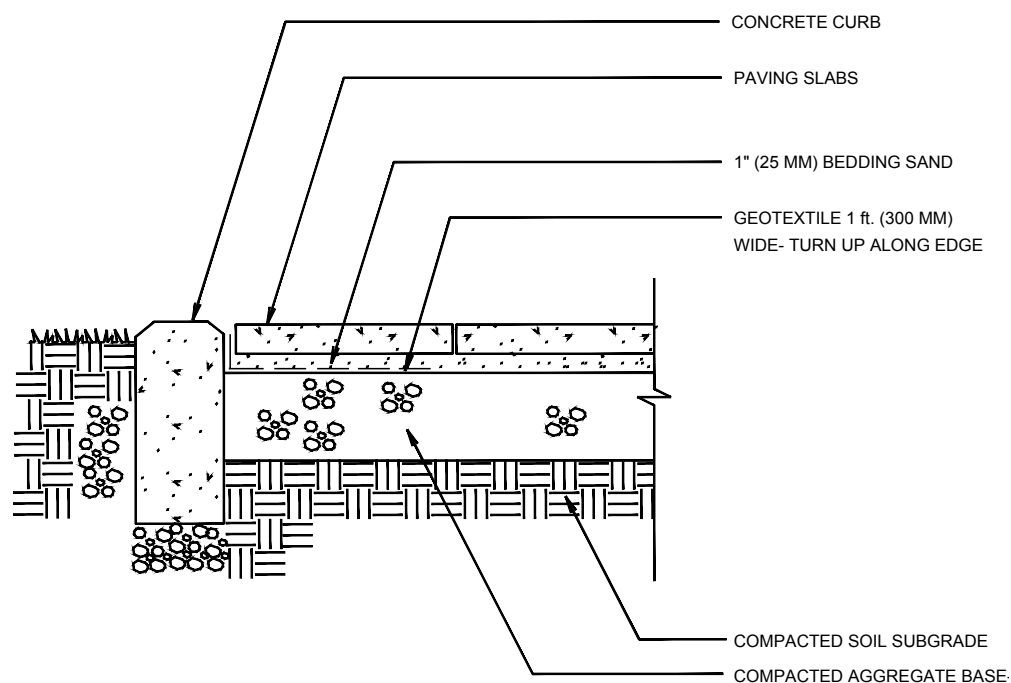 CONCRETE CURB
PAVING SLABS
1" (25 MM) BEDDING SAND
GEOTEXTILE 1 ft. (300 MM)
WIDE- TURN UP ALONG EDGE
COMPACTED SOIL SUBGRADE
COMPACTED AGGREGATE BASE-